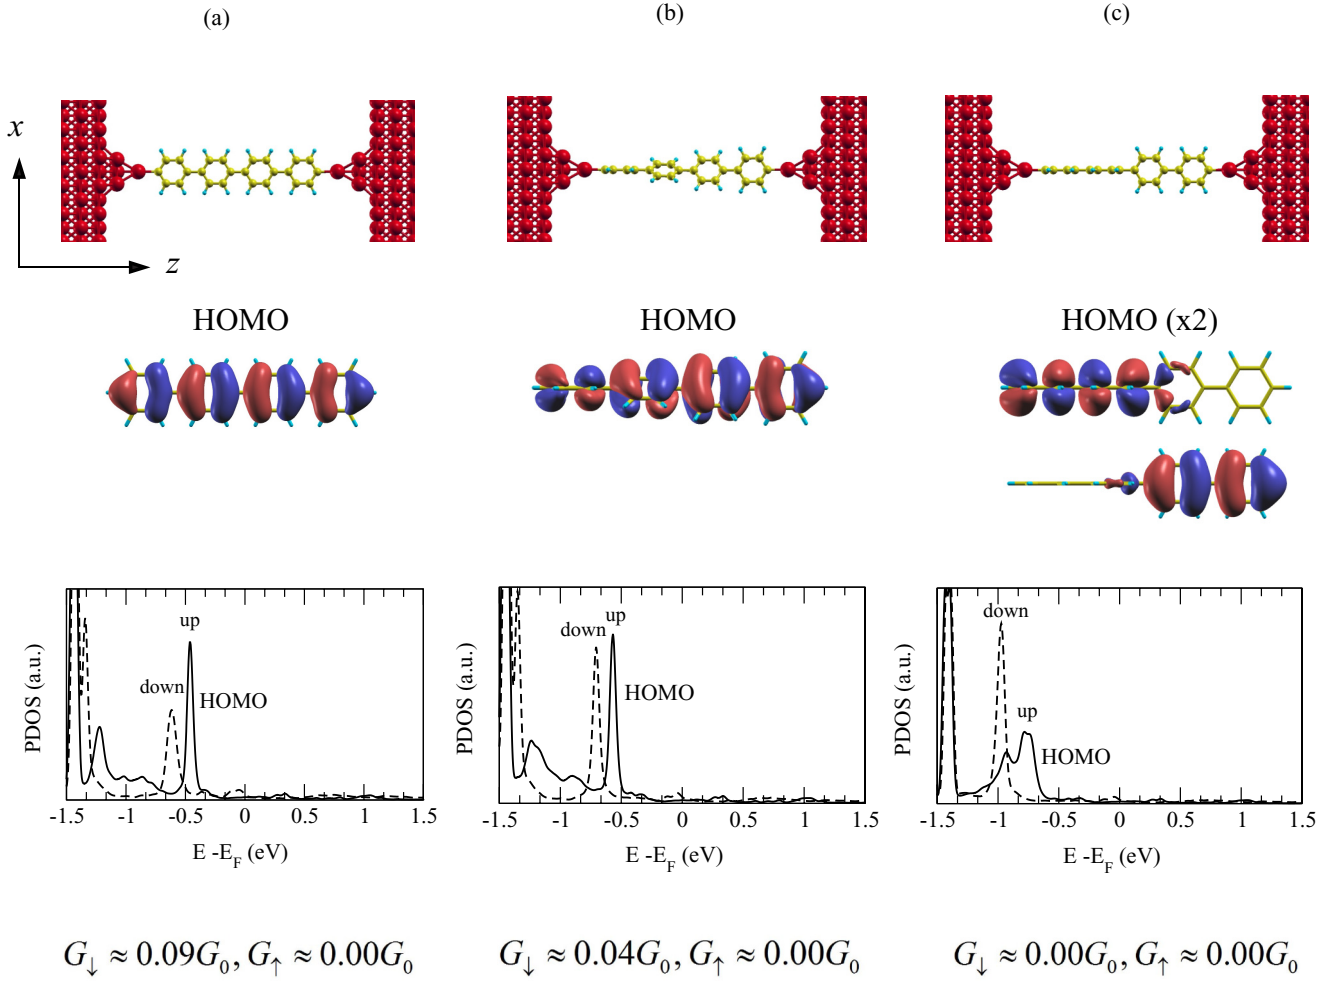 (a)
(b)
(c)
x
z
HOMO
HOMO
HOMO (x2)
PDOS (a.u.)
up
down
HOMO
-1.5 -1 -0.5 0 0.5 1 1.5
E -E_F (eV)
PDOS (a.u.)
up
down
HOMO
-1.5 -1 -0.5 0 0.5 1 1.5
E -E_F (eV)
PDOS (a.u.)
down
up
HOMO
-1.5 -1 -0.5 0 0.5 1 1.5
E -E_F (eV)
G↓ ≈ 0.09G₀, G↑ ≈ 0.00G₀
G↓ ≈ 0.04G₀, G↑ ≈ 0.00G₀
G↓ ≈ 0.00G₀, G↑ ≈ 0.00G₀